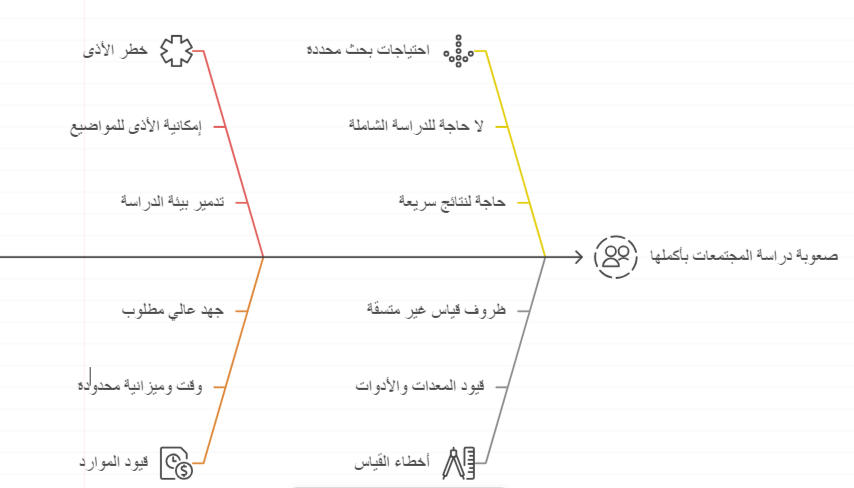 احتياجات بحث محددة
لا حاجة للدراسة الشاملة
حاجة لنتائج سريعة
خطر الأذى
إمكانية الأذى للمواضيع
تدمير بيئة الدراسة
صعوبة دراسة المجتمعات بأكملها
ظروف قياس غير متسقة
قيود المعدات والأدوات
أخطاء القياس
جهد عالي مطلوب
وقت وميزانية محدودة
قيود الموارد